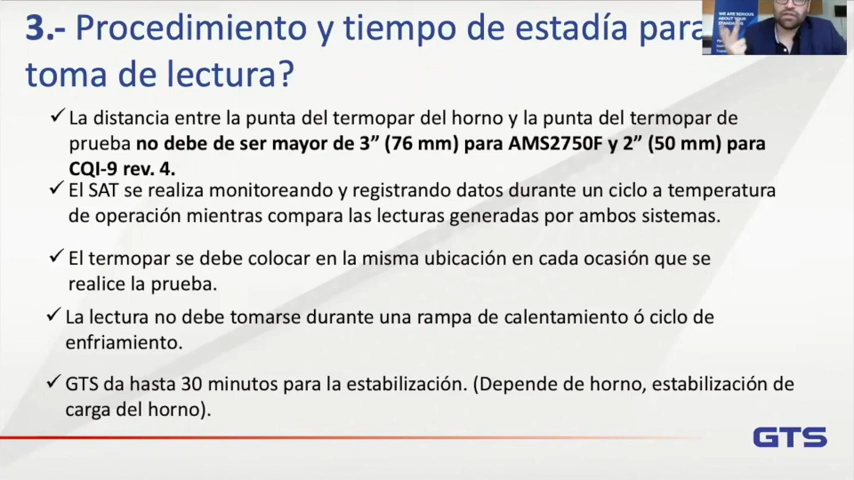 3.- Procedimiento y tiempo de estadía para
toma de lectura?
✓ La distancia entre la punta del termopar del horno y la punta del termopar de
prueba no debe de ser mayor de 3” (76 mm) para AMS2750F y 2” (50 mm) para
CQI-9 rev. 4.
✓ El SAT se realiza monitoreando y registrando datos durante un ciclo a temperatura
de operación mientras compara las lecturas generadas por ambos sistemas.
✓ El termopar se debe colocar en la misma ubicación en cada ocasión que se
realice la prueba.
✓ La lectura no debe tomarse durante una rampa de calentamiento ó ciclo de
enfriamiento.
✓ GTS da hasta 30 minutos para la estabilización. (Depende de horno, estabilización de
carga del horno).
GTS
WE ARE SERIOUS
ABOUT YOUR